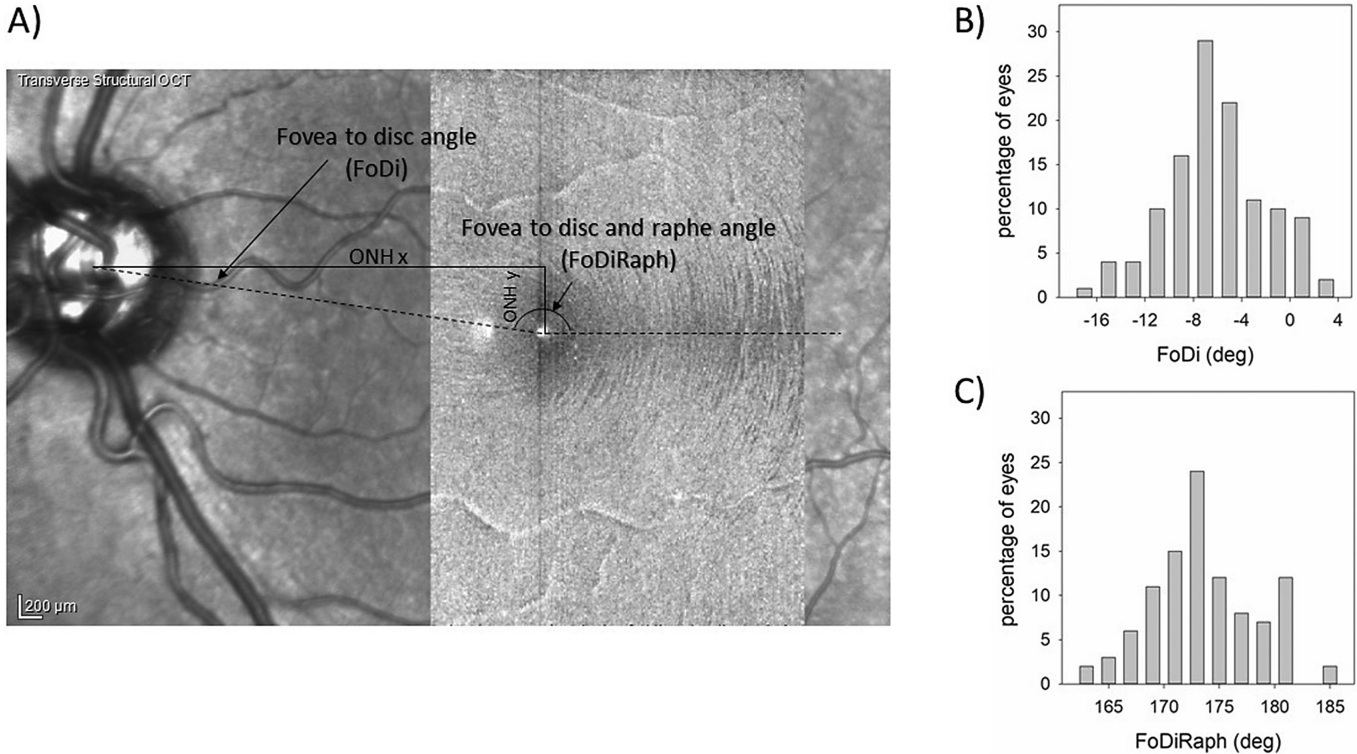 A)
Transverse Structural OCT
Fovea to disc angle
(FoDi)
Fovea to disc and raphe angle
(FoDiRaph)
ONH x
ONH y
200 µm
B)
percentage of eyes
30
25
20
15
10
5
0
-16 -12 -8 -4 0 4
FoDi (deg)
C)
percentage of eyes
30
25
20
15
10
5
0
165 170 175 180 185
FoDiRaph (deg)